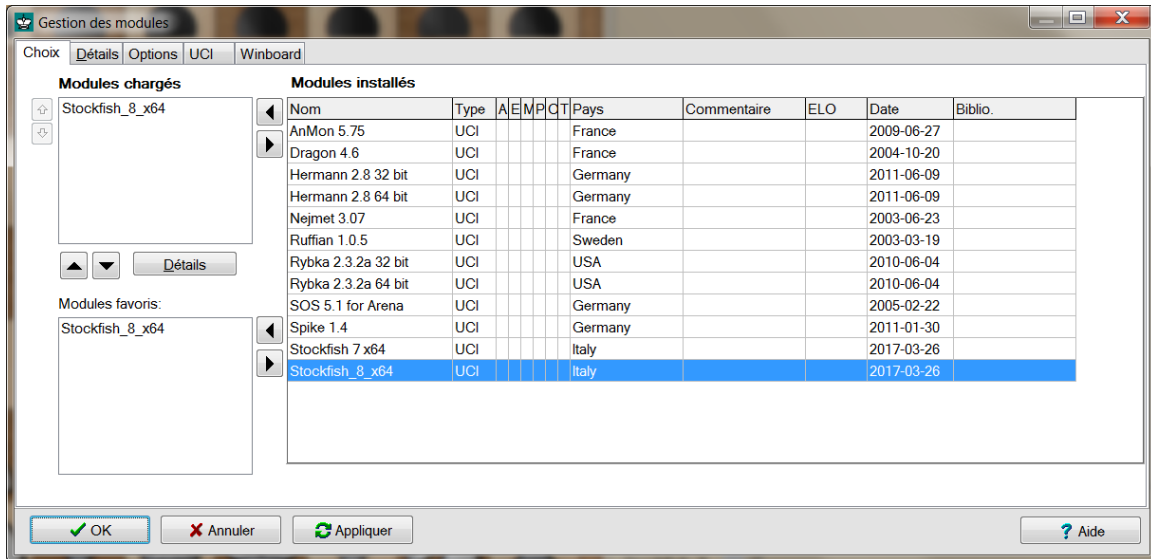 Gestion des modules
Choix Détails Options UCI Winboard
Modules chargés
Stockfish_8_x64
Détails
Modules favoris:
Stockfish_8_x64
Modules installés
Nom Type A E M P O T Pays Commentaire ELO Date Biblio.
AnMon 5.75 UCI France 2009-06-27
Dragon 4.6 UCI France 2004-10-20
Hermann 2.8 32 bit UCI Germany 2011-06-09
Hermann 2.8 64 bit UCI Germany 2011-06-09
Nejmet 3.07 UCI France 2003-06-23
Ruffian 1.0.5 UCI Sweden 2003-03-19
Rybka 2.3.2a 32 bit UCI USA 2010-06-04
Rybka 2.3.2a 64 bit UCI USA 2010-06-04
SOS 5.1 for Arena UCI Germany 2005-02-22
Spike 1.4 UCI Germany 2011-01-30
Stockfish 7 x64 UCI Italy 2017-03-26
Stockfish_8_x64 UCI Italy 2017-03-26
OK Annuler Appliquer ? Aide